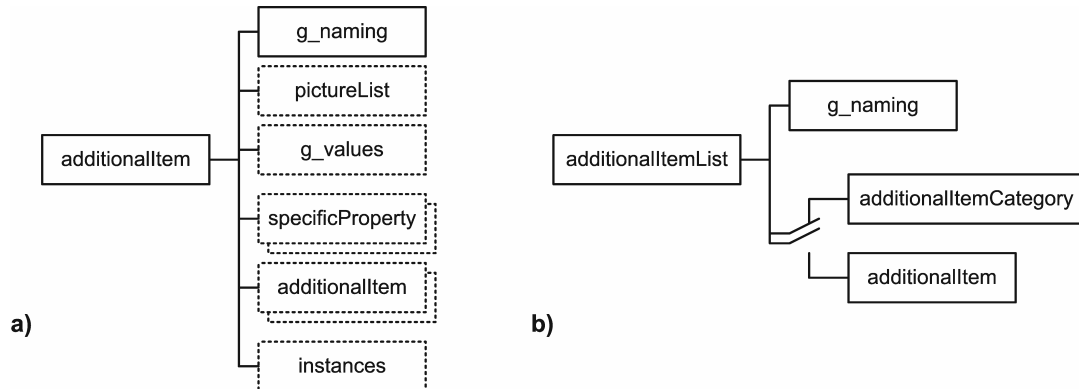 additionalItem
g_naming
pictureList
g_values
specificProperty
additionalItem
instances
a)
additionalItemList
g_naming
additionalItemCategory
additionalItem
b)